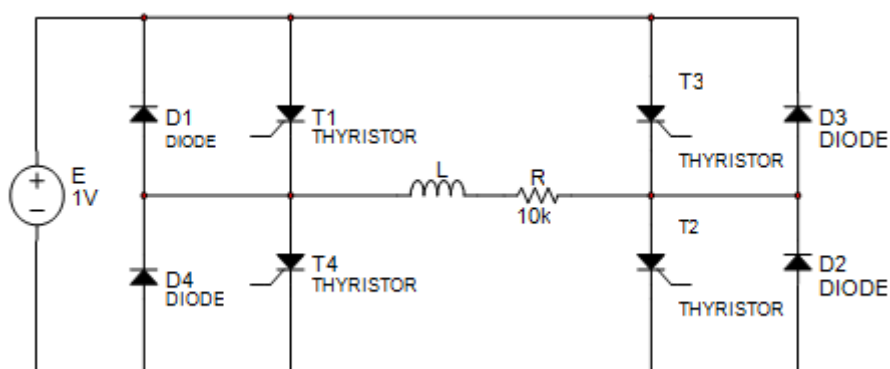 T3
D1
DIODE
T1
THYRISTOR
D3
DIODE
THYRISTOR
E
1V
+
−
L
R
10k
T2
D4
DIODE
T4
THYRISTOR
D2
DIODE
THYRISTOR